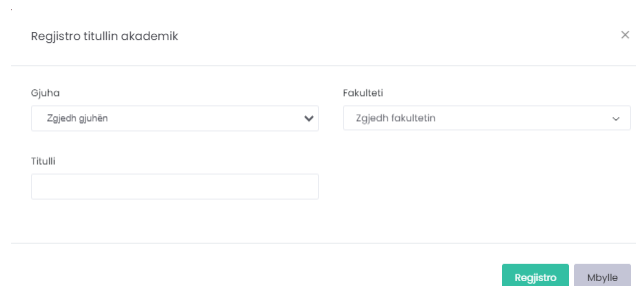 Regjistro titullin akademik
Gjuha
Fakulteti
Zgjedh gjuhën
Zgjedh fakultetin
Titulli
Regjistro
Mbylle